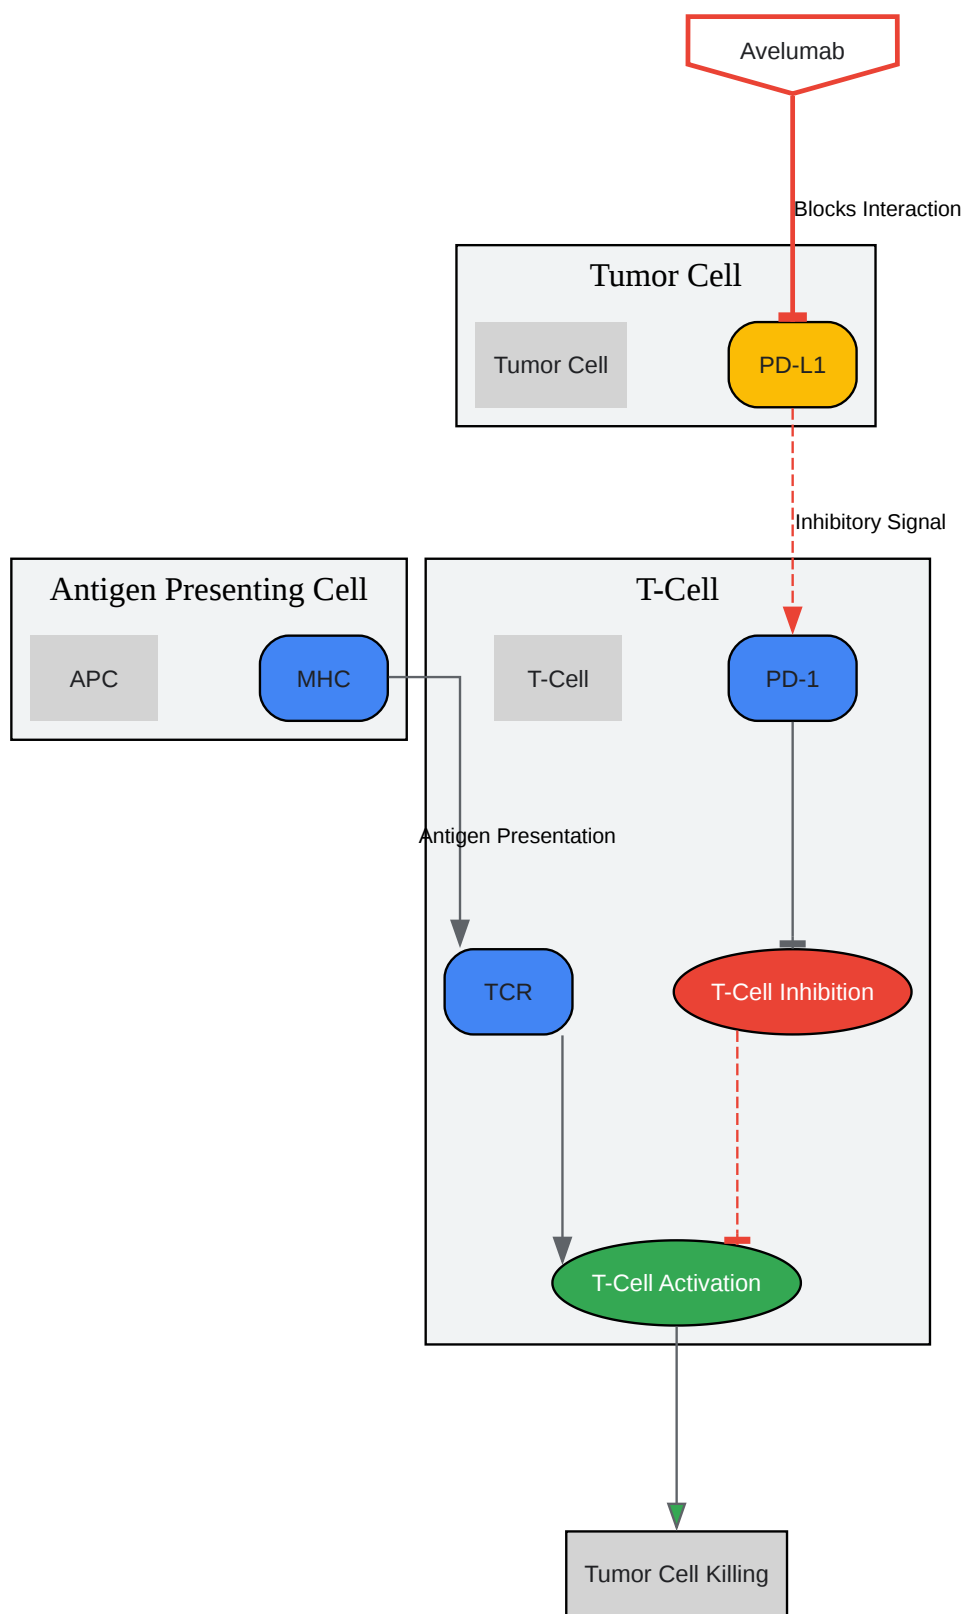 Avelumab
Blocks Interaction
Tumor Cell
Tumor Cell
PD-L1
Inhibitory Signal
Antigen Presenting Cell
T-Cell
APC
MHC
T-Cell
PD-1
Antigen Presentation
TCR
T-Cell Inhibition
T-Cell Activation
Tumor Cell Killing